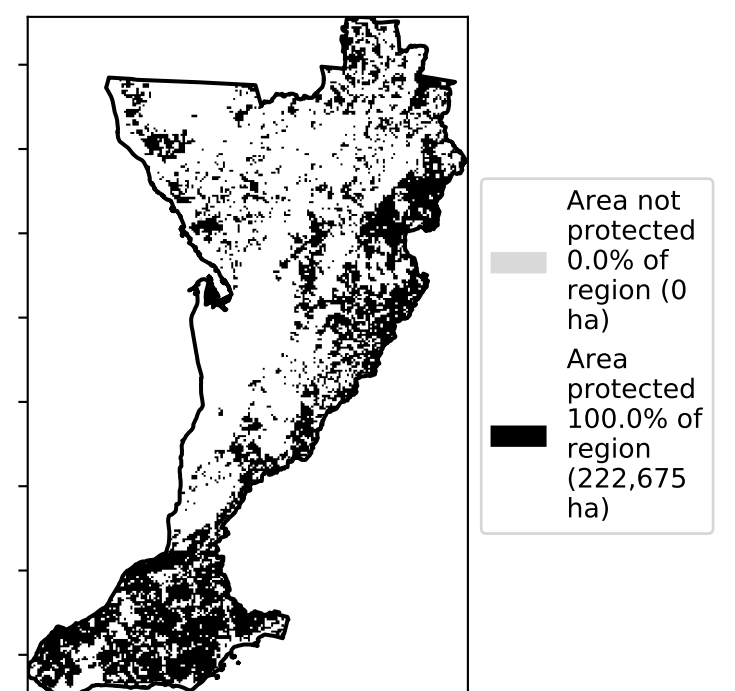 Area not
protected
0.0% of
region (0
ha)
Area
protected
100.0% of
region
(222,675
ha)